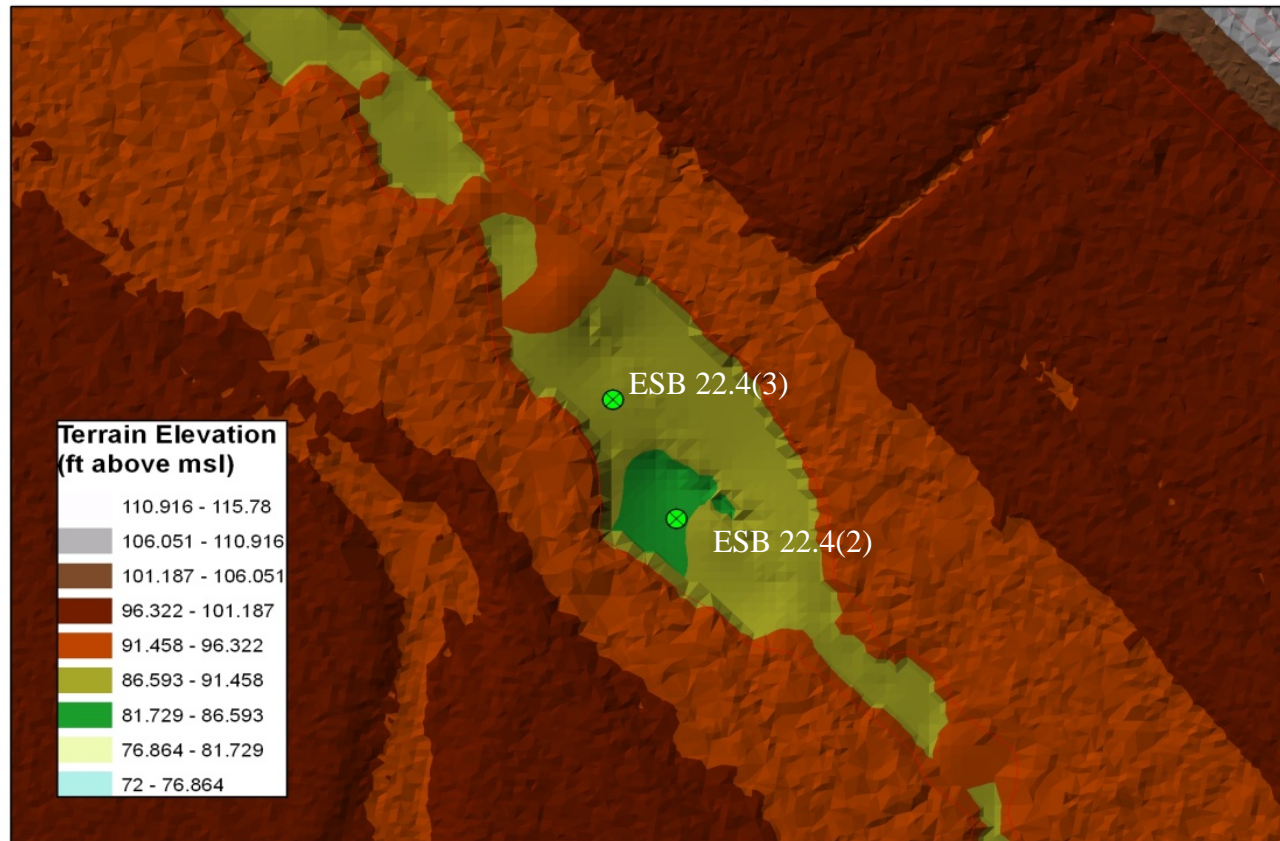 ESB 22.4(3)
ESB 22.4(2)
Terrain Elevation
(ft above msl)
110.916 - 115.78
106.051 - 110.916
101.187 - 106.051
96.322 - 101.187
91.458 - 96.322
86.593 - 91.458
81.729 - 86.593
76.864 - 81.729
72 - 76.864